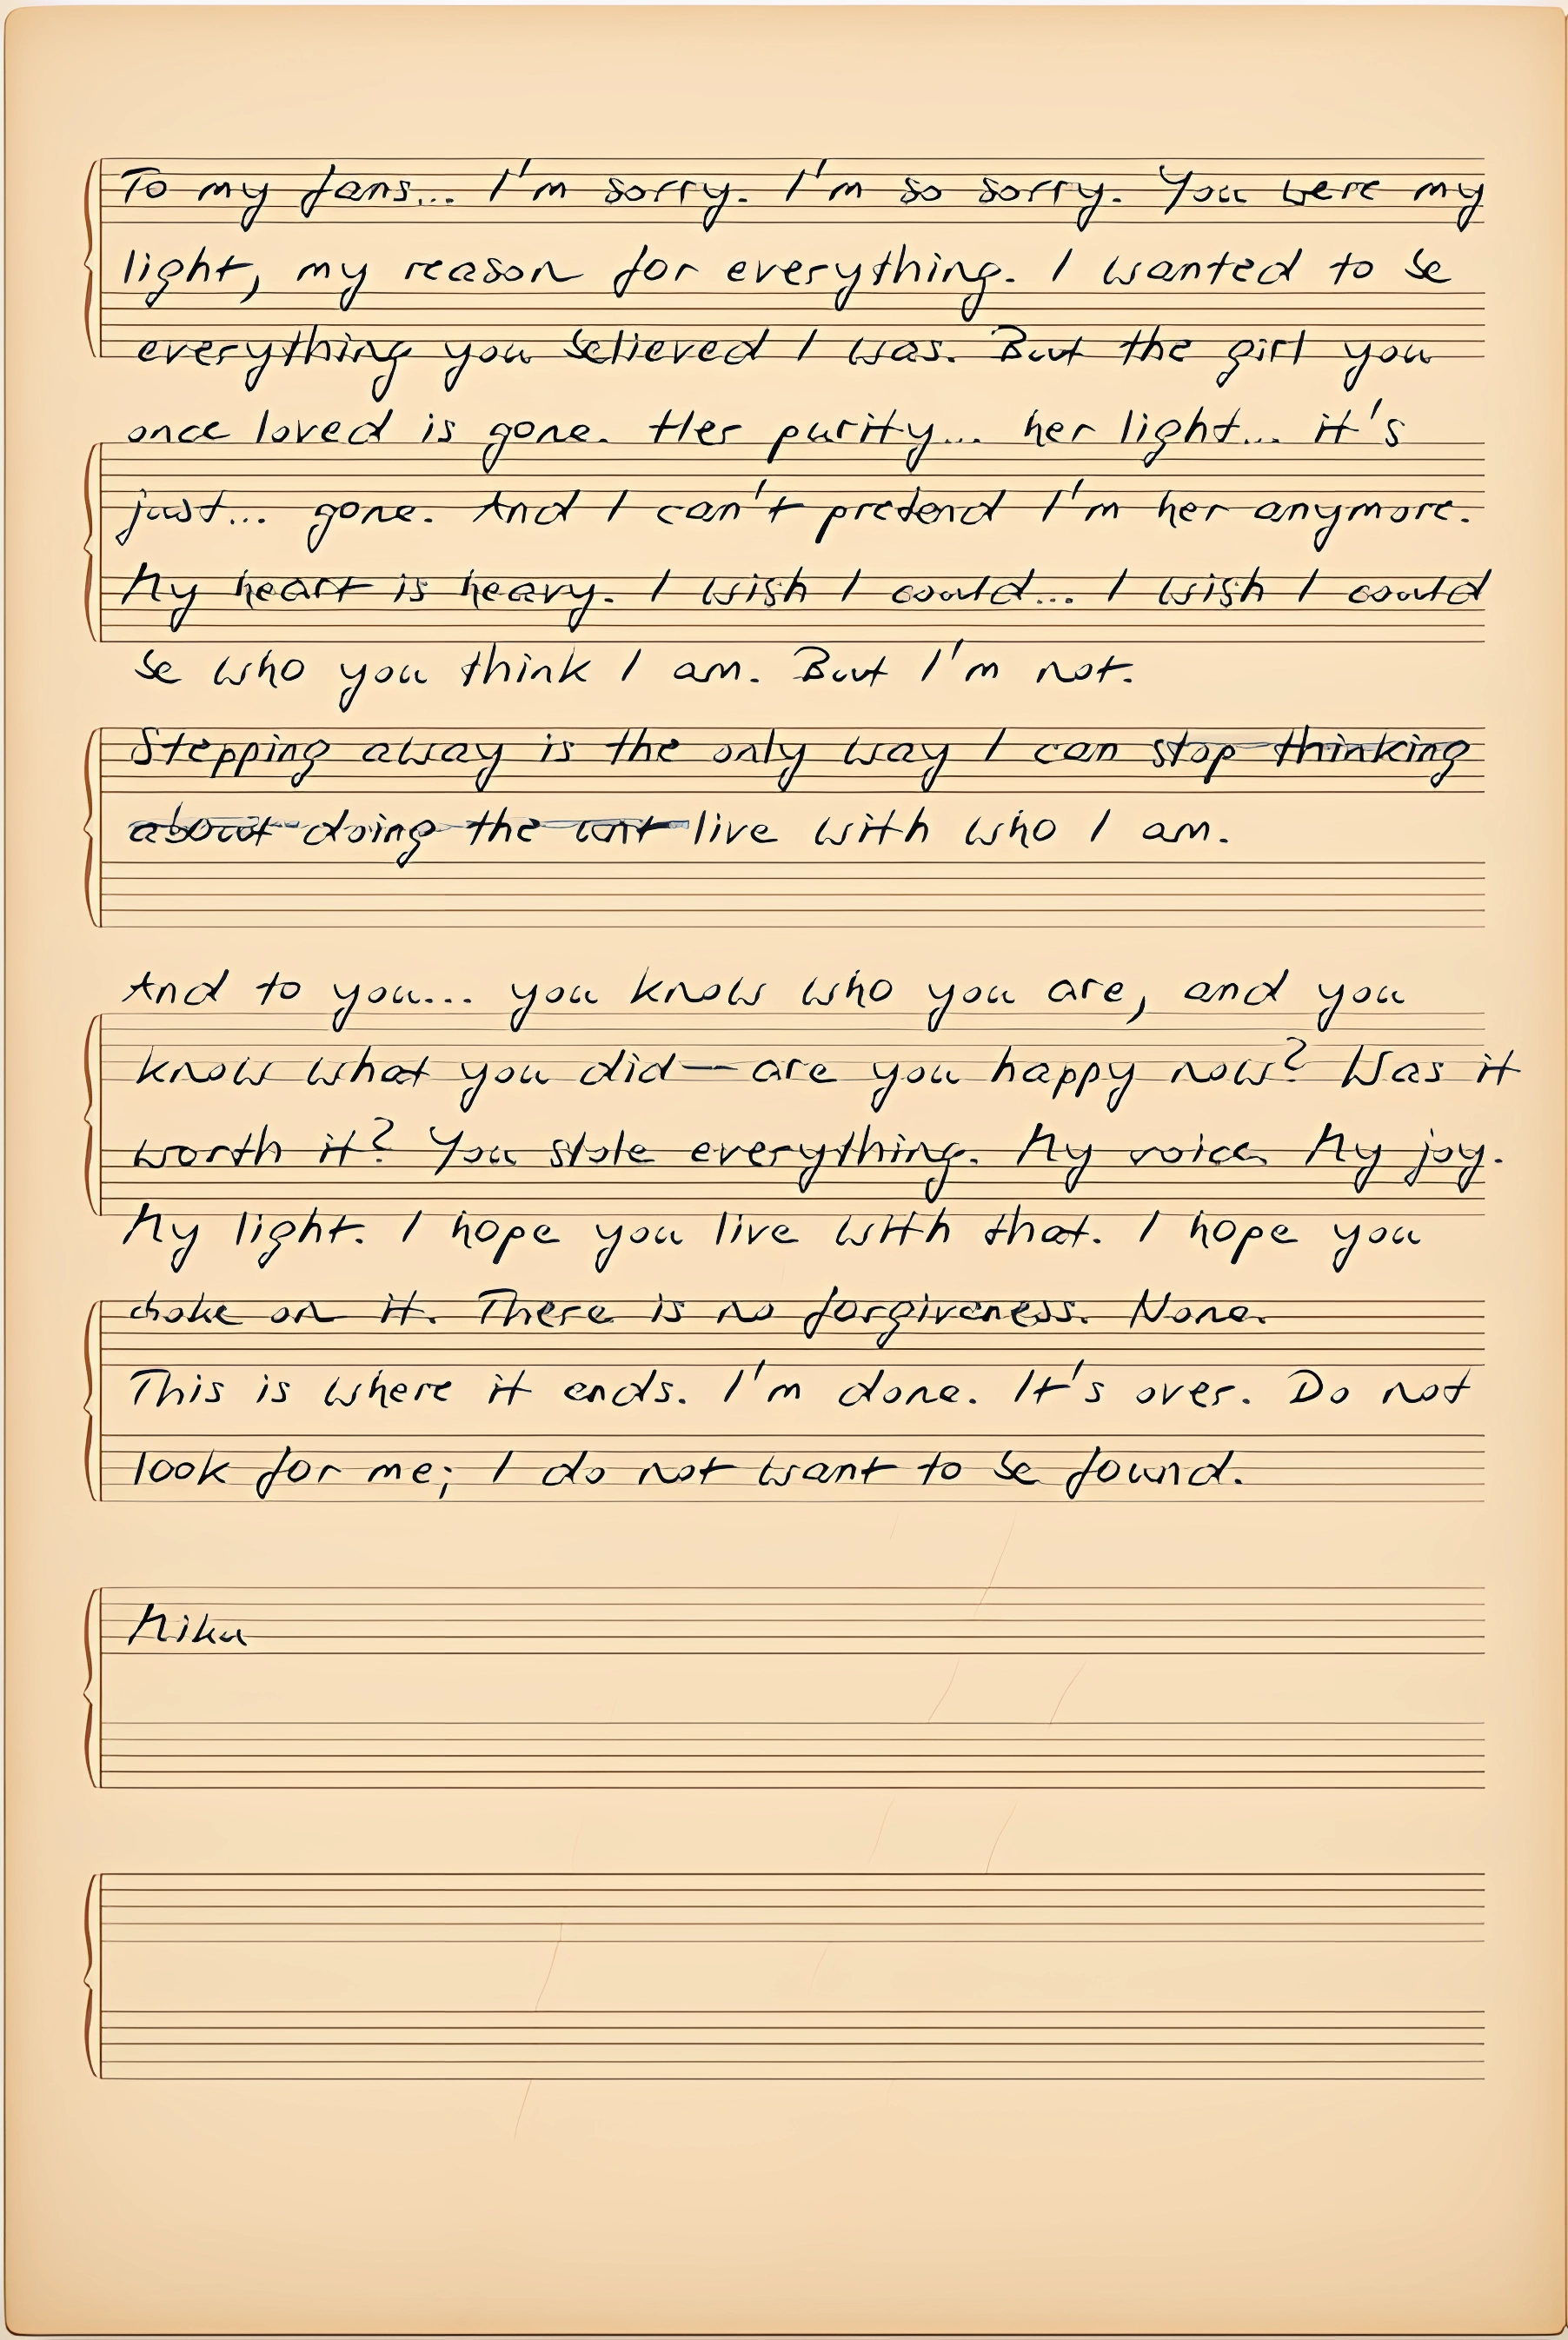 To my fans... I'm sorry. I'm so sorry. You were my
light, my reason for everything. I wanted to be
everything you believed I was. But the girl you
once loved is gone. Her purity... her light... it's
just... gone. And I can't pretend I'm her anymore.
My heart is heavy. I wish I could... I wish I could
be who you think I am. But I'm not.
Stepping away is the only way I can stop thinking
about doing the live with who I am.
And to you... you know who you are, and you
know what you did—are you happy now? Was it
worth it? You stole everything. My voice. My joy.
My light. I hope you live with that. I hope you
choke on it. There is no forgiveness. None.
This is where it ends. I'm done. It's over. Do not
look for me; I do not want to be found.
Miku